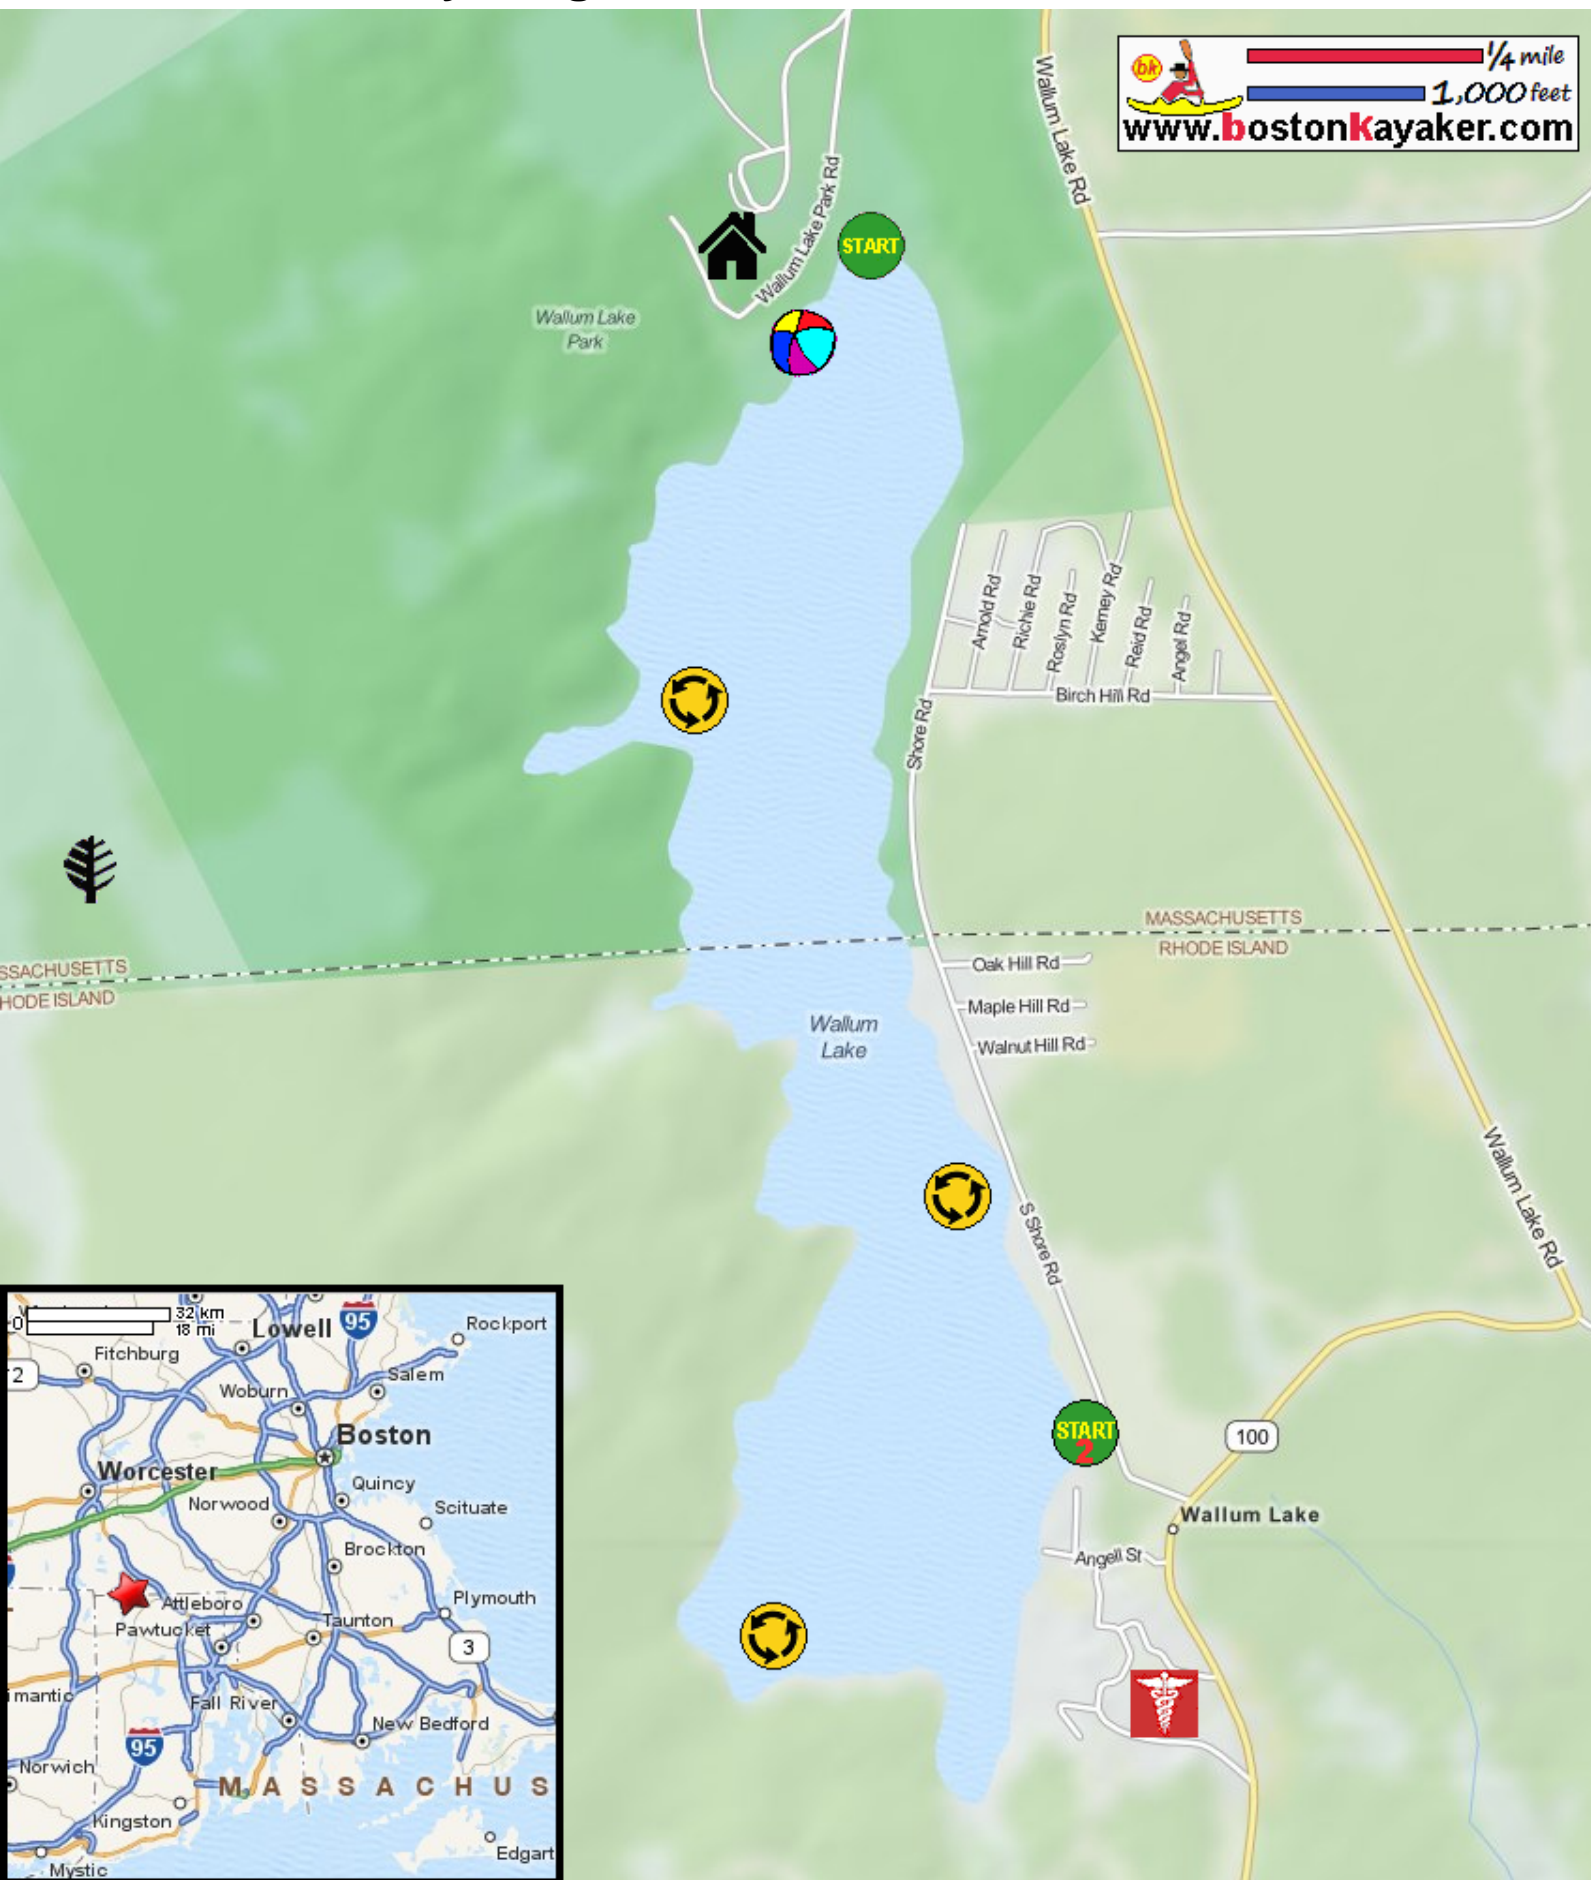 bk
1/4 mile
1,000 feet
www.bostonkayaker.com
Wallum Lake Rd
Wallum Lake Park Rd
START
Wallum Lake
Park
Arnold Rd
Richie Rd
Roslyn Rd
Kerney Rd
Reid Rd
Angel Rd
Birch Hill Rd
Shore Rd
MASSACHUSETTS
RHODE ISLAND
SSACHUSETTS
HODE ISLAND
Oak Hill Rd
Maple Hill Rd
Walnut Hill Rd
Wallum
Lake
Wallum Lake Rd
S Shore Rd
START
2
100
Wallum Lake
Angell St
0
32 km
18 mi
Lowell
95
Rockport
Fitchburg
2
Salem
Woburn
Boston
Worcester
Quincy
Norwood
Scituate
Brockton
Attleboro
Plymouth
Pawtucket
Taunton
3
imantic
Fall River
New Bedford
95
Norwich
MASSACHUS
Kingston
Edgart
Mystic